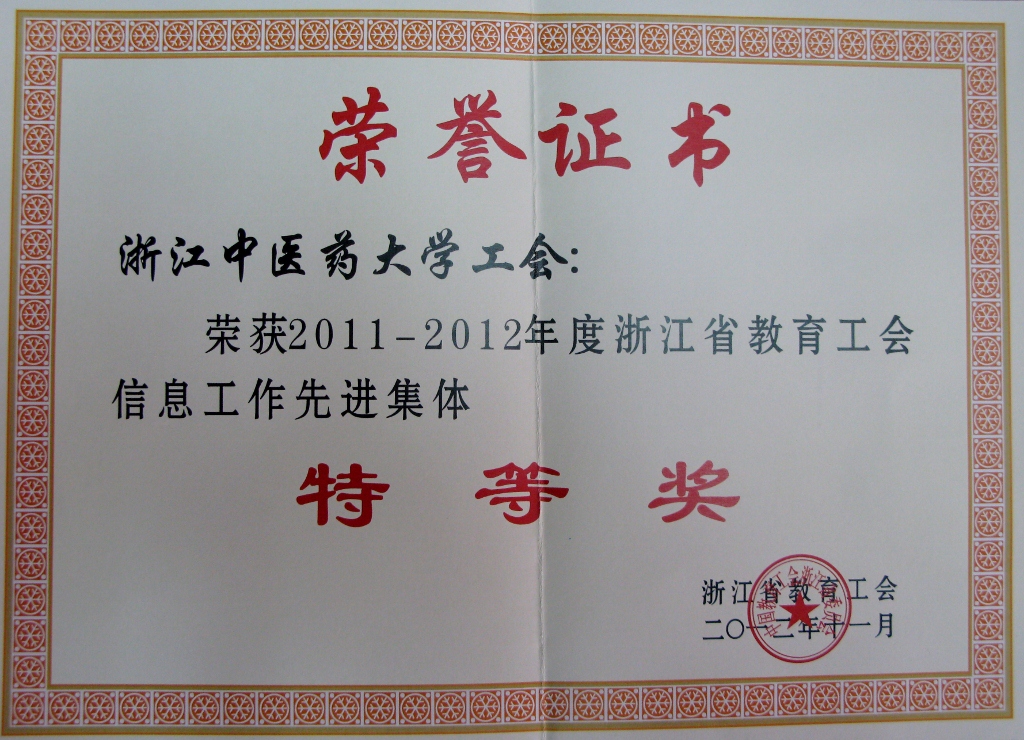 荣誉证书
浙江中医药大学工会:
荣获2011-2012年度浙江省教育工会
信息工作先进集体
特等奖
浙江省教育工会
二〇一二年十一月